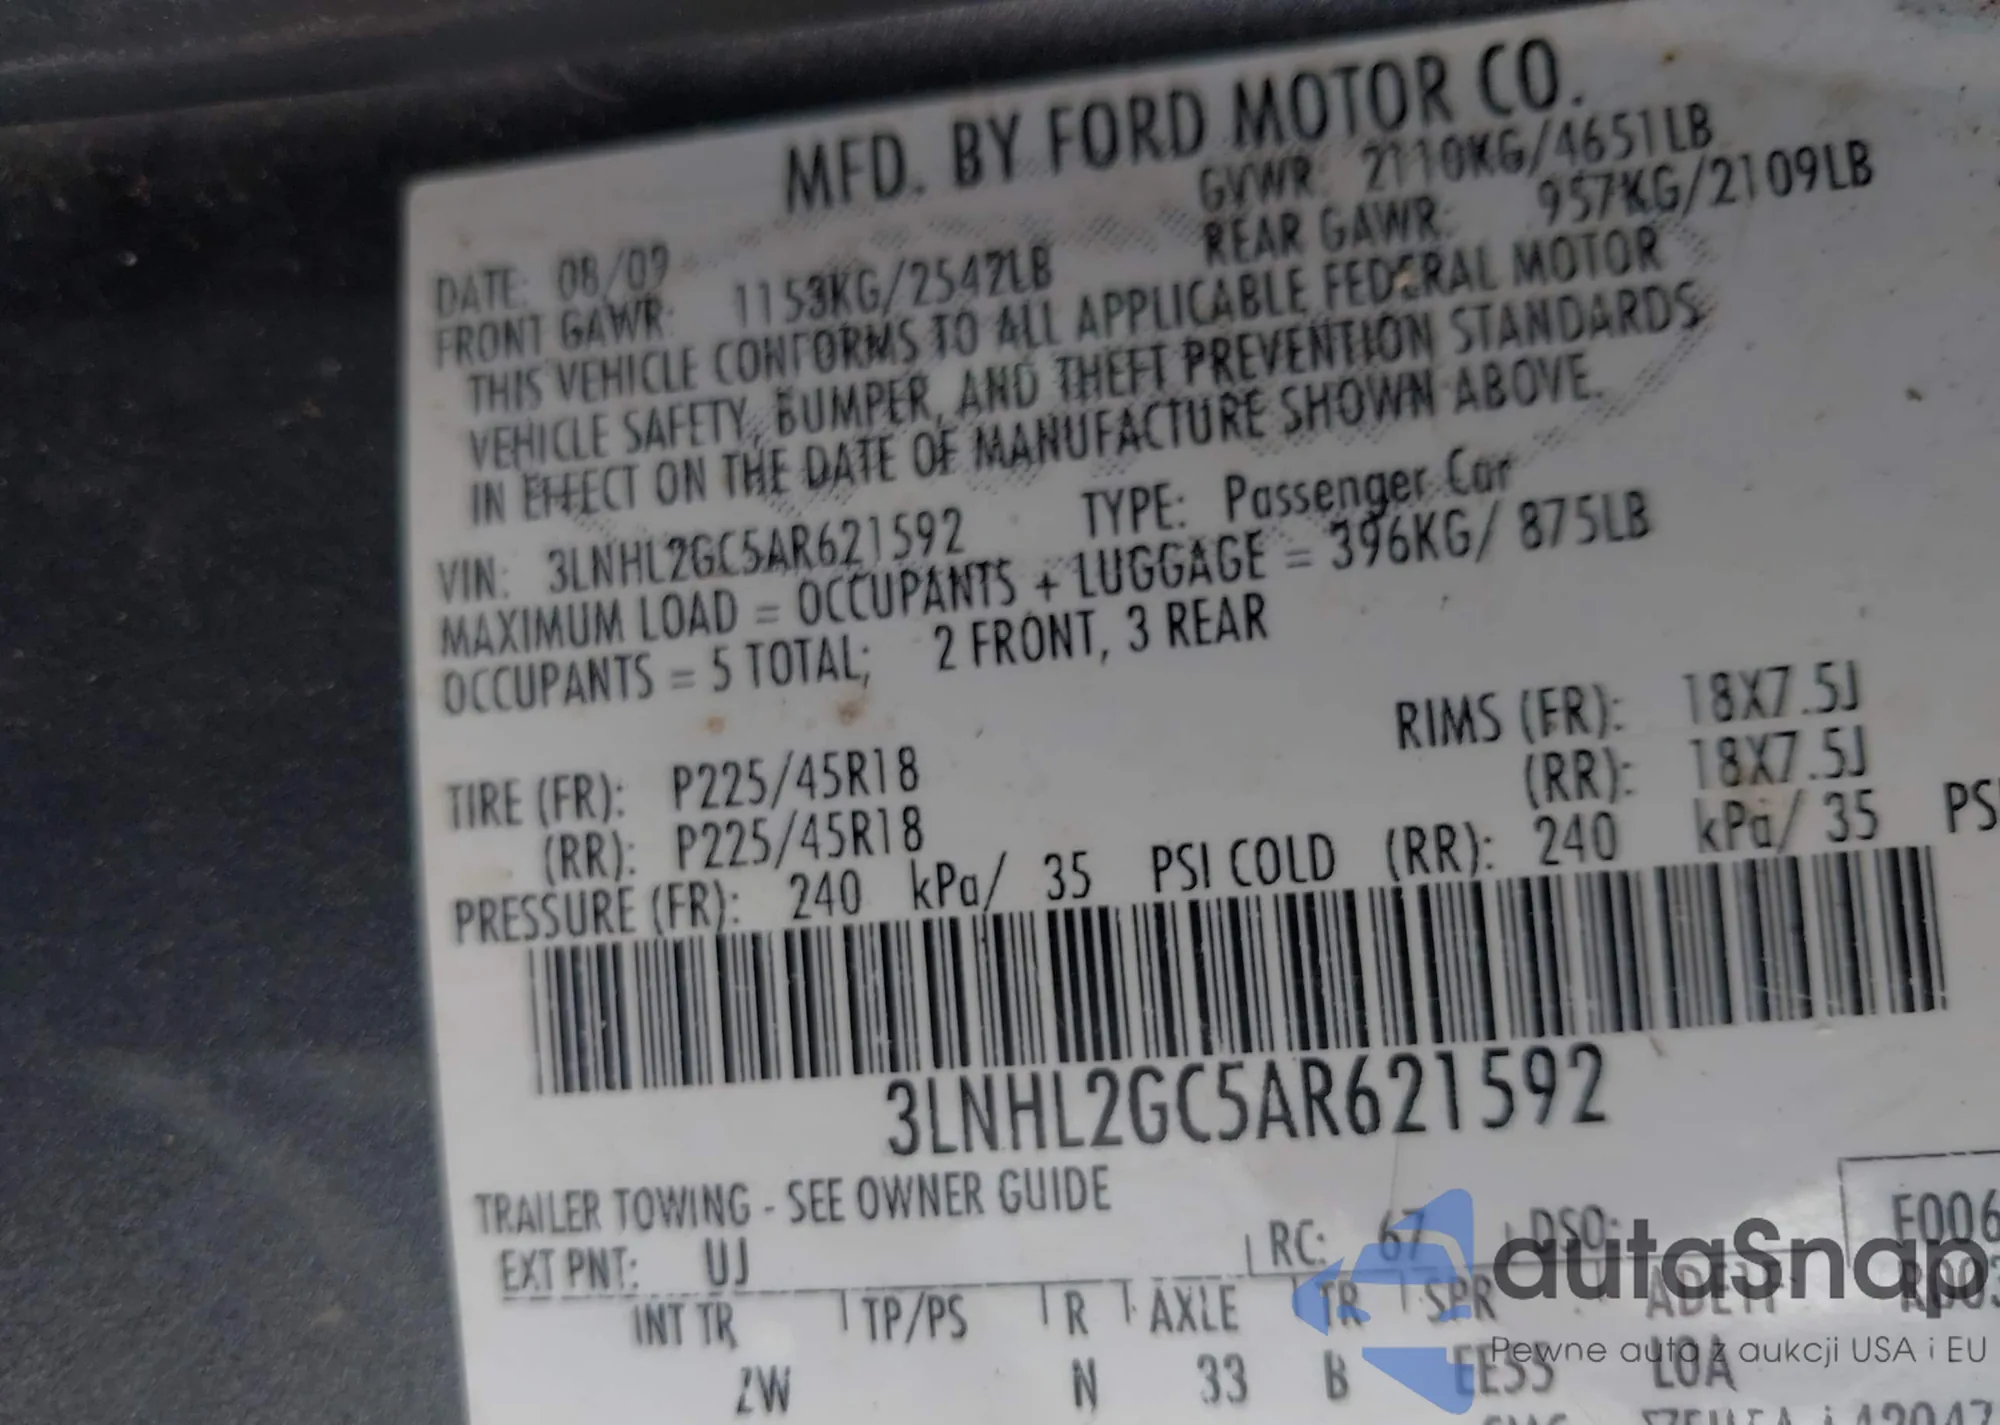 MFD. BY FORD MOTOR CO.
DATE: 08/09 GVWR: 2110KG/4651LB
FRONT GAWR: 1153KG/2542LB REAR GAWR: 957KG/2109LB
THIS VEHICLE CONFORMS TO ALL APPLICABLE FEDERAL MOTOR
VEHICLE SAFETY, BUMPER, AND THEFT PREVENTION STANDARDS
IN EFFECT ON THE DATE OF MANUFACTURE SHOWN ABOVE.
VIN: 3LNHL2GC5AR621592 TYPE: Passenger Car
MAXIMUM LOAD = OCCUPANTS + LUGGAGE = 396KG/ 875LB
OCCUPANTS = 5 TOTAL; 2 FRONT, 3 REAR
TIRE (FR): P225/45R18 RIMS (FR): 18X7.5J
(RR): P225/45R18 (RR): 18X7.5J
PRESSURE (FR): 240 kPa/ 35 PSI COLD (RR): 240 kPa/ 35 PSI
3LNHL2GC5AR621592
TRAILER TOWING - SEE OWNER GUIDE
EXT PNT: UJ RC: 67 DSO: F006
INT TR TP/PS R AXLE TR SPR
ZW N 33 B EE55
autaSnap
Pewne auta z aukcji USA i EU